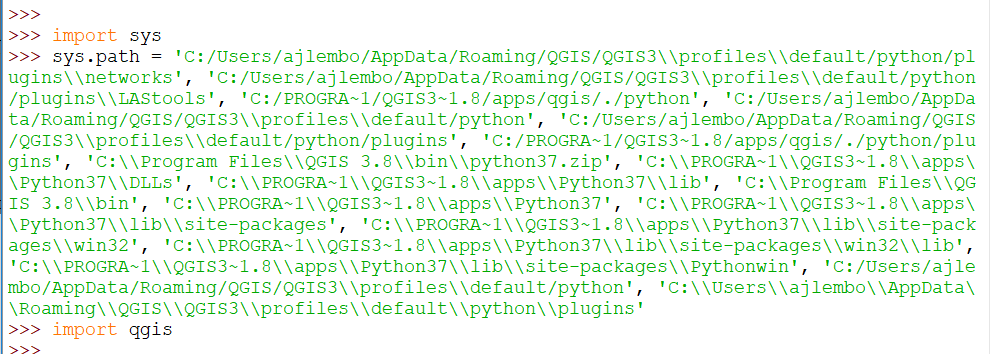 >>>
>>> import sys
>>> sys.path = 'C:/Users/ajlembo/AppData/Roaming/QGIS/QGIS3\\profiles\\default/python/pl
ugins\\networks', 'C:/Users/ajlembo/AppData/Roaming/QGIS/QGIS3\\profiles\\default/python
/plugins\\LAStools', 'C:/PROGRA~1/QGIS3~1.8/apps/qgis/./python', 'C:/Users/ajlembo/AppDa
ta/Roaming/QGIS/QGIS3\\profiles\\default/python', 'C:/Users/ajlembo/AppData/Roaming/QGIS
/QGIS3\\profiles\\default/python/plugins', 'C:/PROGRA~1/QGIS3~1.8/apps/qgis/./python/plu
gins', 'C:\\Program Files\\QGIS 3.8\\bin\\python37.zip', 'C:\\PROGRA~1\\QGIS3~1.8\\apps\
\Python37\\DLLs', 'C:\\PROGRA~1\\QGIS3~1.8\\apps\\Python37\\lib', 'C:\\Program Files\\QG
IS 3.8\\bin', 'C:\\PROGRA~1\\QGIS3~1.8\\apps\\Python37', 'C:\\PROGRA~1\\QGIS3~1.8\\apps\
\Python37\\lib\\site-packages', 'C:\\PROGRA~1\\QGIS3~1.8\\apps\\Python37\\lib\\site-pack
ages\\win32', 'C:\\PROGRA~1\\QGIS3~1.8\\apps\\Python37\\lib\\site-packages\\win32\\lib',
'C:\\PROGRA~1\\QGIS3~1.8\\apps\\Python37\\lib\\site-packages\\Pythonwin', 'C:/Users/ajle
mbo/AppData/Roaming/QGIS/QGIS3\\profiles\\default/python', 'C:\\Users\\ajlembo\\AppData\
\Roaming\\QGIS\\QGIS3\\profiles\\default\\python\\plugins'
>>> import qgis
>>>